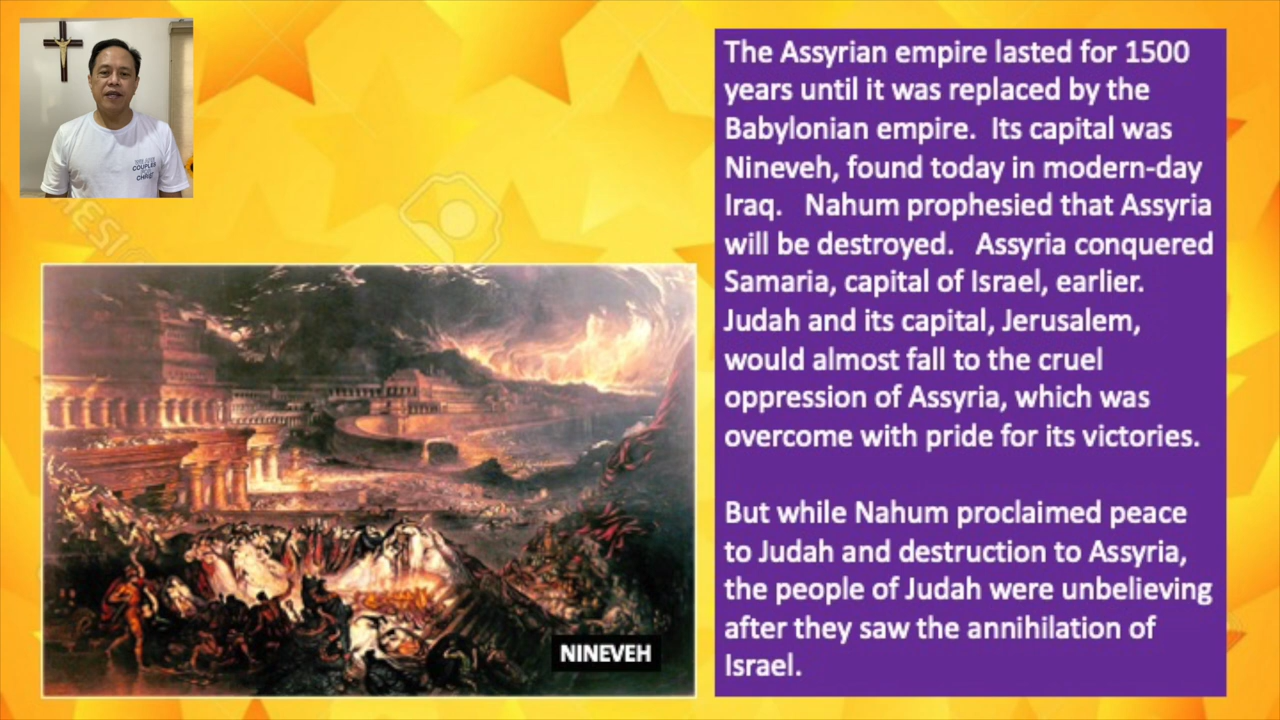 COUPLES
CHRIST
The Assyrian empire lasted for 1500
years until it was replaced by the
Babylonian empire.  Its capital was
Nineveh, found today in modern-day
Iraq.   Nahum prophesied that Assyria
will be destroyed.   Assyria conquered
Samaria, capital of Israel, earlier.
Judah and its capital, Jerusalem,
would almost fall to the cruel
oppression of Assyria, which was
overcome with pride for its victories.
But while Nahum proclaimed peace
to Judah and destruction to Assyria,
the people of Judah were unbelieving
after they saw the annihilation of
Israel.
NINEVEH